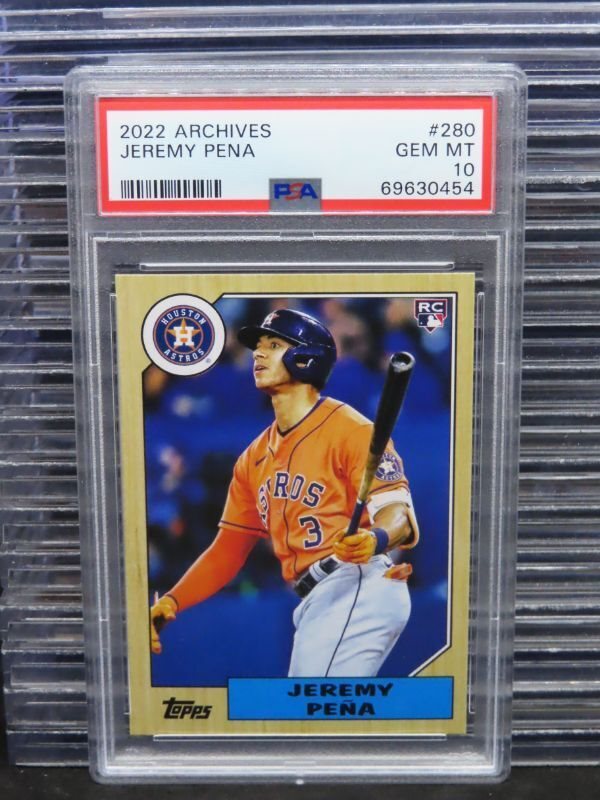 2022 ARCHIVES #280
JEREMY PENA GEM MT
10
PSA 69630454
HOUSTON
ASTROS
RC
ASTROS
3
Topps
JEREMY
PEÑA